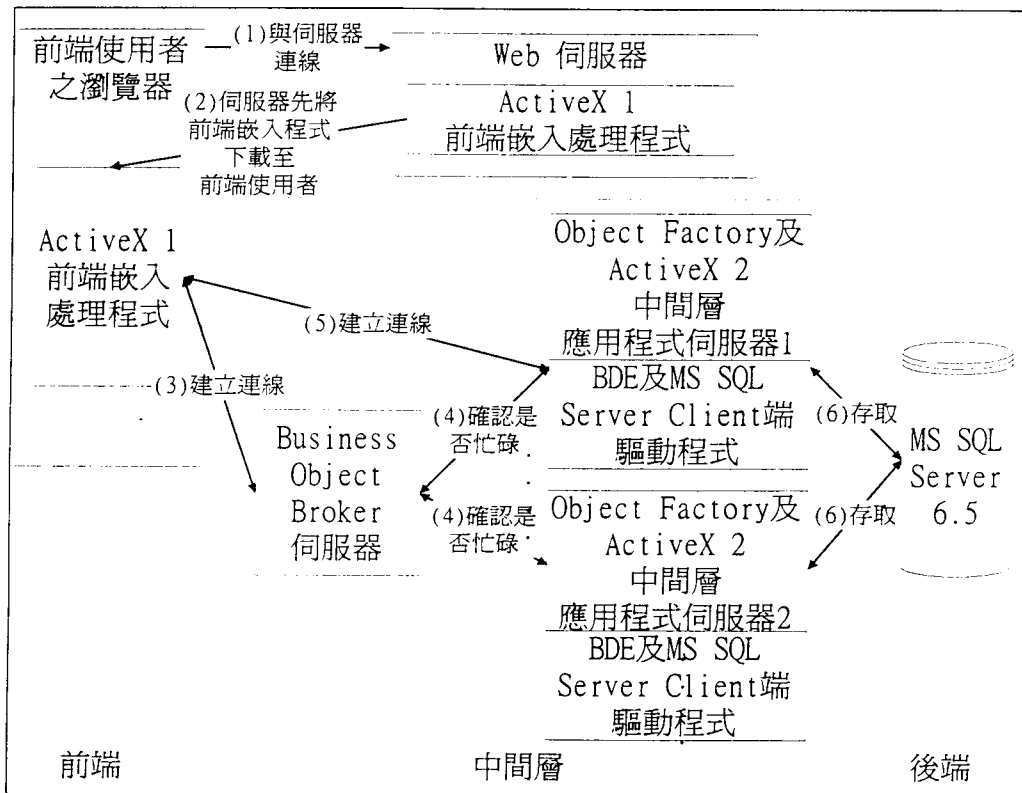 前端使用者
之瀏覽器
(1)與伺服器
連線
Web 伺服器
(2)伺服器先將
前端嵌入程式
下載至
前端使用者
ActiveX 1
前端嵌入處理程式
ActiveX 1
前端嵌入
處理程式
(5)建立連線
(3)建立連線
Object Factory及
ActiveX 2
中間層
應用程式伺服器1
BDE及MS SQL
Server Client端
驅動程式
(4)確認是
否忙碌
(6)存取
Business
Object
Broker
伺服器
(4)確認是
否忙碌
Object Factory及
ActiveX 2
中間層
應用程式伺服器2
BDE及MS SQL
Server Client端
驅動程式
(6)存取
MS SQL
Server
6.5
前端
中間層
後端